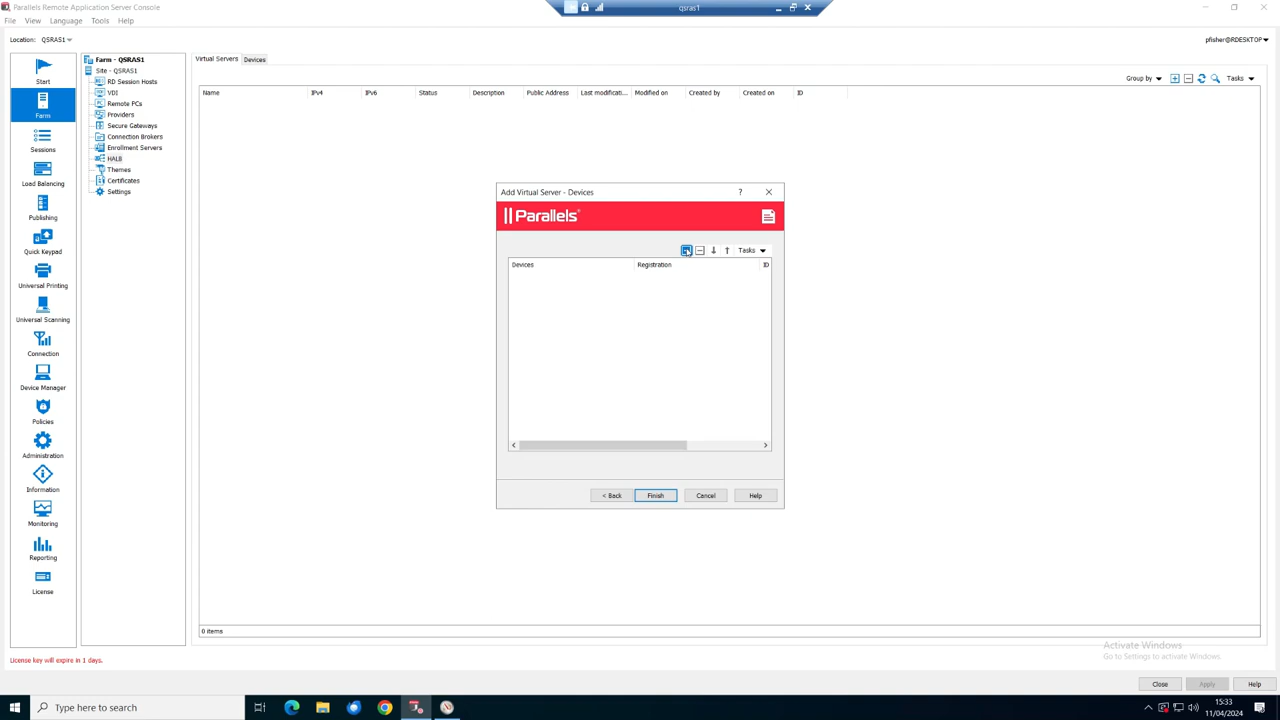 qsras1
Parallels Remote Application Server Console
File View Language Tools Help
Location: QSRAS1
pfisher@RDESKTOP
Start
Farm
Sessions
Load Balancing
Publishing
Quick Keypad
Universal Printing
Universal Scanning
Connection
Device Manager
Policies
Administration
Information
Monitoring
Reporting
License
Farm - QSRAS1
Site - QSRAS1
RD Session Hosts
VDI
Remote PCs
Providers
Secure Gateways
Connection Brokers
Enrollment Servers
HALB
Themes
Certificates
Settings
Virtual Servers Devices
Group by Tasks
Name IPv4 IPv6 Status Description Public Address Last modificati... Modified on Created by Created on ID
Add Virtual Server - Devices ?
Parallels®
Tasks
Devices Registration ID
< Back Finish Cancel Help
0 items
Activate Windows
Go to Settings to activate Windows.
License key will expire in 1 days.
Close Apply Help
Type here to search
15:33
11/04/2024